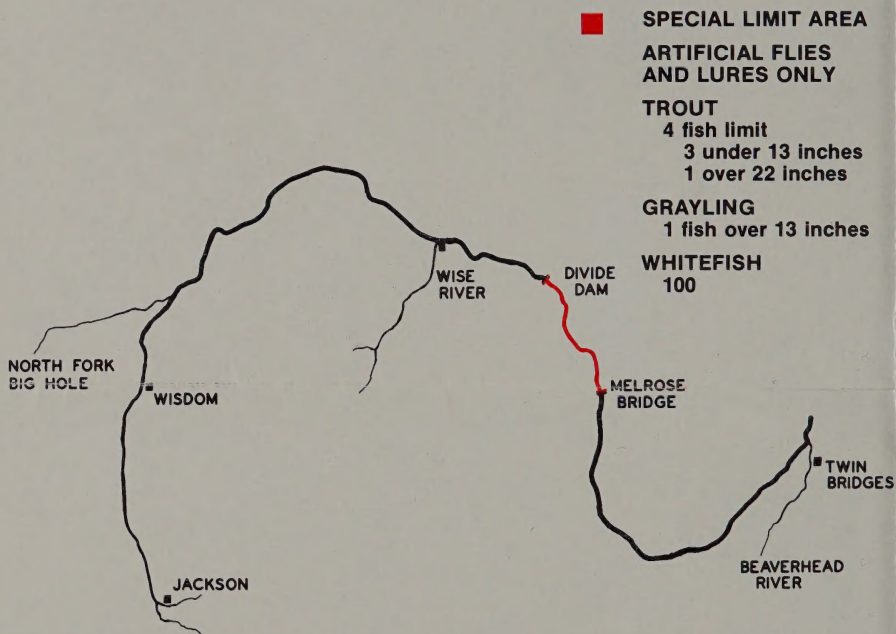 SPECIAL LIMIT AREA
ARTIFICIAL FLIES
AND LURES ONLY
TROUT
4 fish limit
3 under 13 inches
1 over 22 inches
GRAYLING
1 fish over 13 inches
WHITEFISH
100
WISE
RIVER
DIVIDE
DAM
NORTH FORK
BIG HOLE
WISDOM
MELROSE
BRIDGE
TWIN
BRIDGES
BEAVERHEAD
RIVER
JACKSON